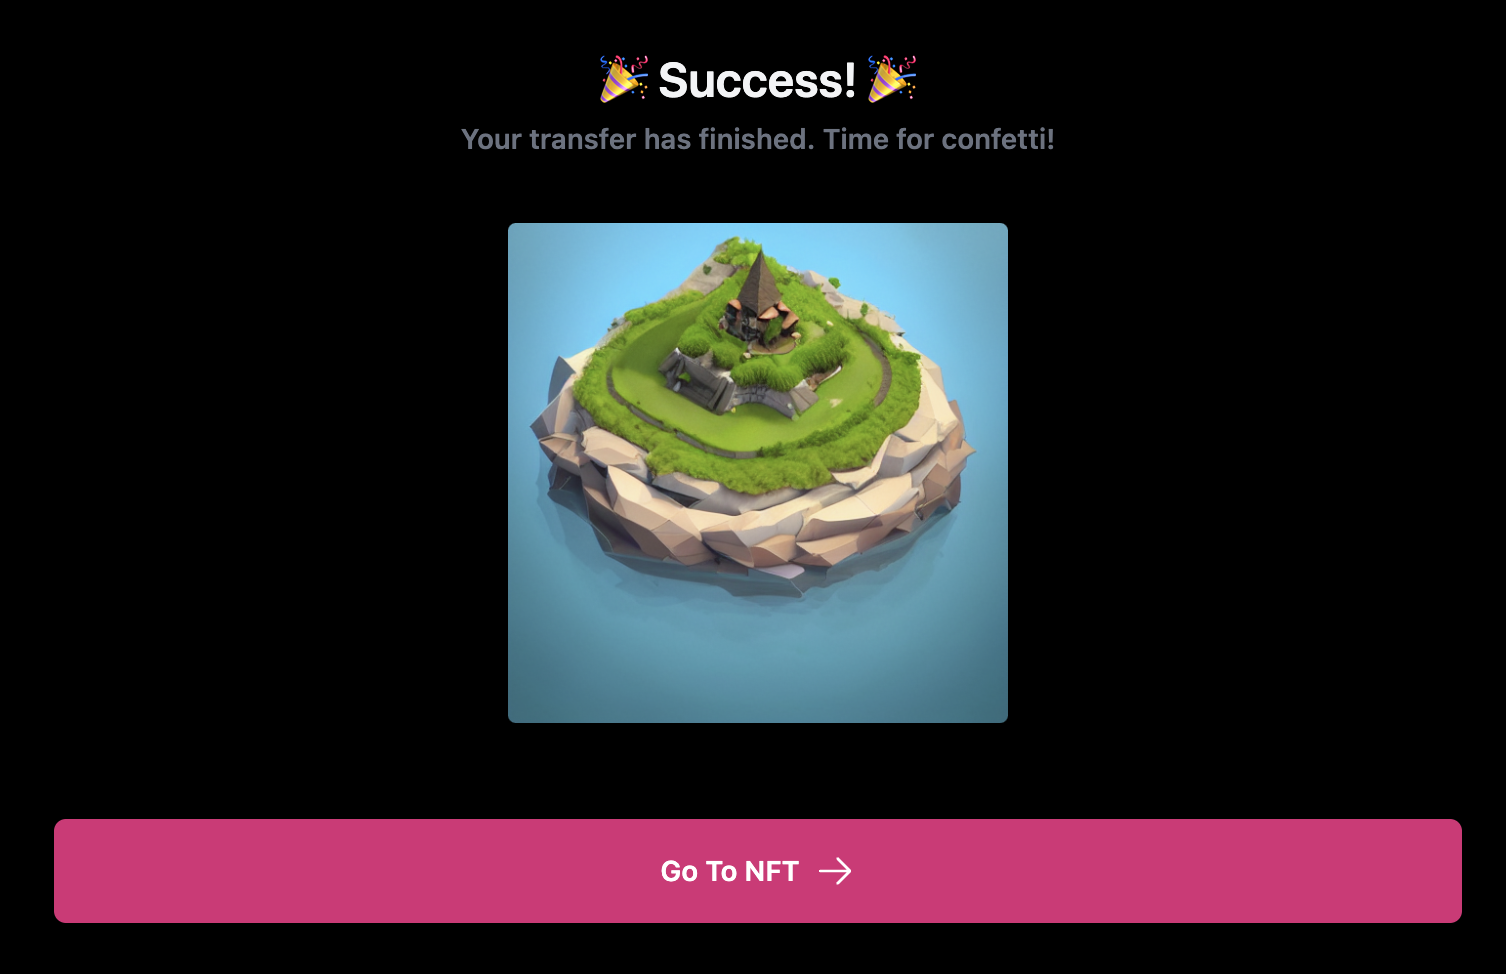 🎉 Success! 🎉
Your transfer has finished. Time for confetti!
Go To NFT →